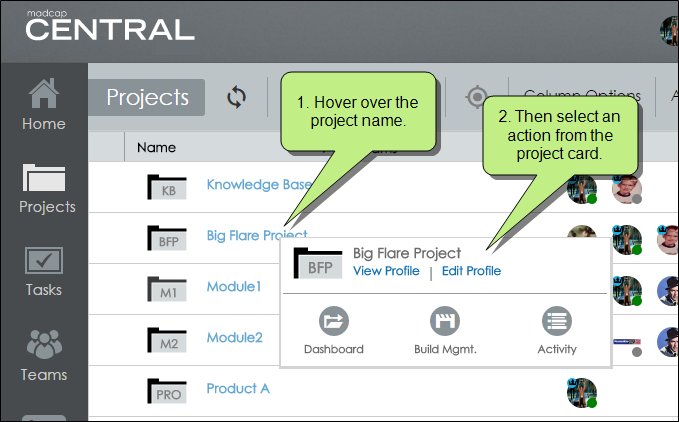 madcap
CENTRAL
Home
Projects
Tasks
Teams
Projects
Column Options
A
Name
1. Hover over the
project name.
2. Then select an
action from the
project card.
KB
Knowledge Base
BFP
Big Flare Project
M1
Module1
M2
Module2
PRO
Product A
BFP
Big Flare Project
View Profile | Edit Profile
Dashboard
Build Mgmt.
Activity